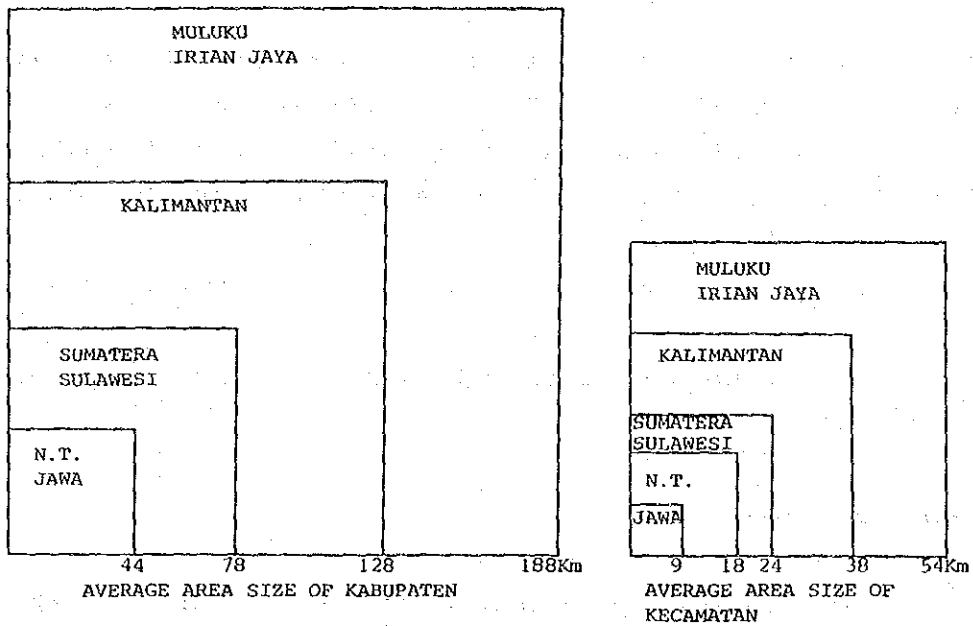 MULUKU
IRIAN JAYA
KALIMANTAN
SUMATERA
SULAWESI
N.T.
JAWA
44 78 128 188Km
AVERAGE AREA SIZE OF KABUPATEN
MULUKU
IRIAN JAYA
KALIMANTAN
SUMATERA
SULAWESI
N.T.
JAWA
9 18 24 38 54Km
AVERAGE AREA SIZE OF
KECAMATAN